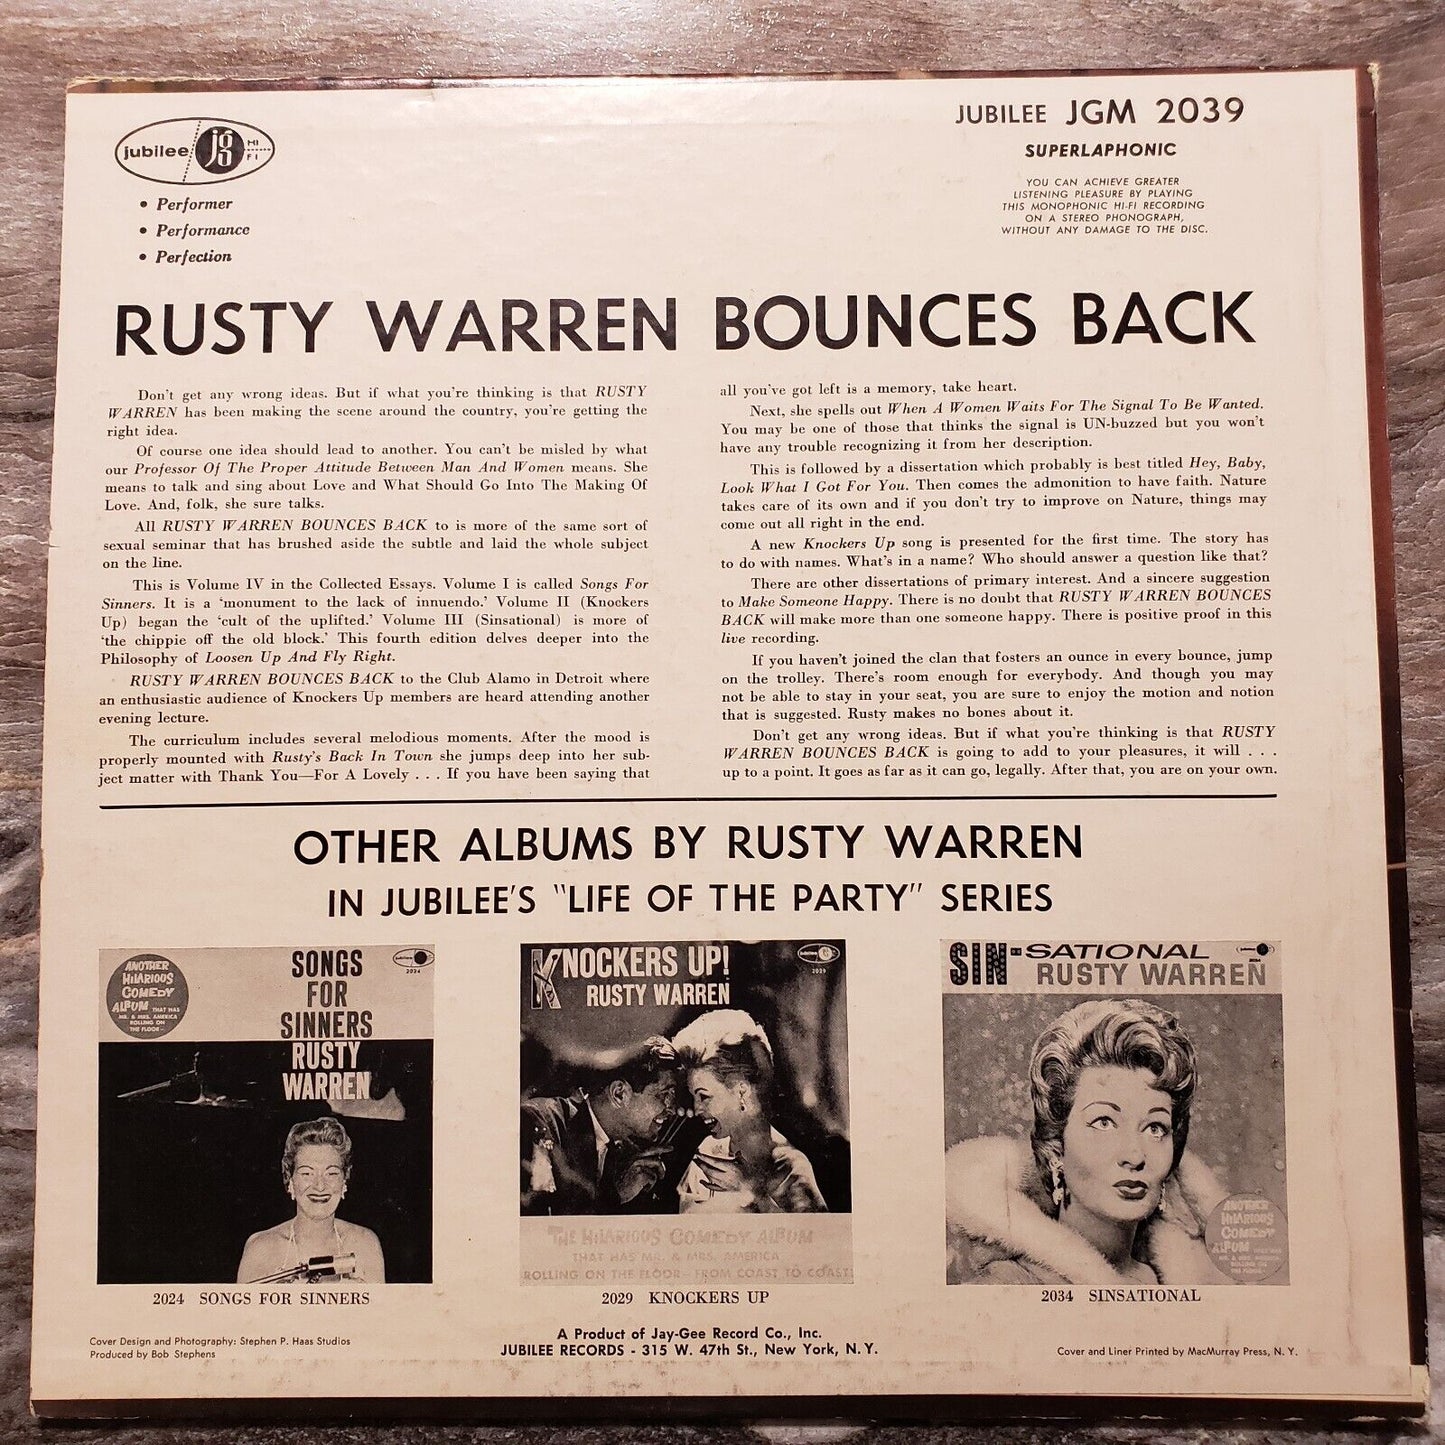 jubilee jg HI FI
• Performer
• Performance
• Perfection
JUBILEE JGM 2039
SUPERLAPHONIC
YOU CAN ACHIEVE GREATER
LISTENING PLEASURE BY PLAYING
THIS MONOPHONIC HI-FI RECORDING
ON A STEREO PHONOGRAPH,
WITHOUT ANY DAMAGE TO THE DISC.
RUSTY WARREN BOUNCES BACK
Don't get any wrong ideas. But if what you're thinking is that RUSTY
WARREN has been making the scene around the country, you're getting the
right idea.
Of course one idea should lead to another. You can't be misled by what
our Professor Of The Proper Attitude Between Man And Women means. She
means to talk and sing about Love and What Should Go Into The Making Of
Love. And, folk, she sure talks.
All RUSTY WARREN BOUNCES BACK to is more of the same sort of
sexual seminar that has brushed aside the subtle and laid the whole subject
on the line.
This is Volume IV in the Collected Essays. Volume I is called Songs For
Sinners. It is a 'monument to the lack of innuendo.' Volume II (Knockers
Up) began the 'cult of the uplifted.' Volume III (Sinsational) is more of
'the chippie off the old block.' This fourth edition delves deeper into the
Philosophy of Loosen Up And Fly Right.
RUSTY WARREN BOUNCES BACK to the Club Alamo in Detroit where
an enthusiastic audience of Knockers Up members are heard attending another
evening lecture.
The curriculum includes several melodious moments. After the mood is
properly mounted with Rusty's Back In Town she jumps deep into her sub-
ject matter with Thank You—For A Lovely . . . If you have been saying that
all you've got left is a memory, take heart.
Next, she spells out When A Women Waits For The Signal To Be Wanted.
You may be one of those that thinks the signal is UN-buzzed but you won't
have any trouble recognizing it from her description.
This is followed by a dissertation which probably is best titled Hey, Baby,
Look What I Got For You. Then comes the admonition to have faith. Nature
takes care of its own and if you don't try to improve on Nature, things may
come out all right in the end.
A new Knockers Up song is presented for the first time. The story has
to do with names. What's in a name? Who should answer a question like that?
There are other dissertations of primary interest. And a sincere suggestion
to Make Someone Happy. There is no doubt that RUSTY WARREN BOUNCES
BACK will make more than one someone happy. There is positive proof in this
live recording.
If you haven't joined the clan that fosters an ounce in every bounce, jump
on the trolley. There's room enough for everybody. And though you may
not be able to stay in your seat, you are sure to enjoy the motion and notion
that is suggested. Rusty makes no bones about it.
Don't get any wrong ideas. But if what you're thinking is that RUSTY
WARREN BOUNCES BACK is going to add to your pleasures, it will . . .
up to a point. It goes as far as it can go, legally. After that, you are on your own.
OTHER ALBUMS BY RUSTY WARREN
IN JUBILEE'S "LIFE OF THE PARTY" SERIES
ANOTHER
HILARIOUS
COMEDY
ALBUM THAT HAS
MR. & MRS. AMERICA
ROLLING ON
THE FLOOR—
SONGS
FOR
SINNERS
RUSTY
WARREN
2024
2024 SONGS FOR SINNERS
KNOCKERS UP!
RUSTY WARREN
2029
THE HILARIOUS COMEDY ALBUM
THAT HAS MR. & MRS. AMERICA
ROLLING ON THE FLOOR—FROM COAST TO COAST!
2029 KNOCKERS UP
SIN-SATIONAL
RUSTY WARREN
2034
ANOTHER
HILARIOUS
COMEDY
ALBUM
2034 SINSATIONAL
Cover Design and Photography: Stephen P. Haas Studios
Produced by Bob Stephens
A Product of Jay-Gee Record Co., Inc.
JUBILEE RECORDS - 315 W. 47th St., New York, N. Y.
Cover and Liner Printed by MacMurray Press, N. Y.